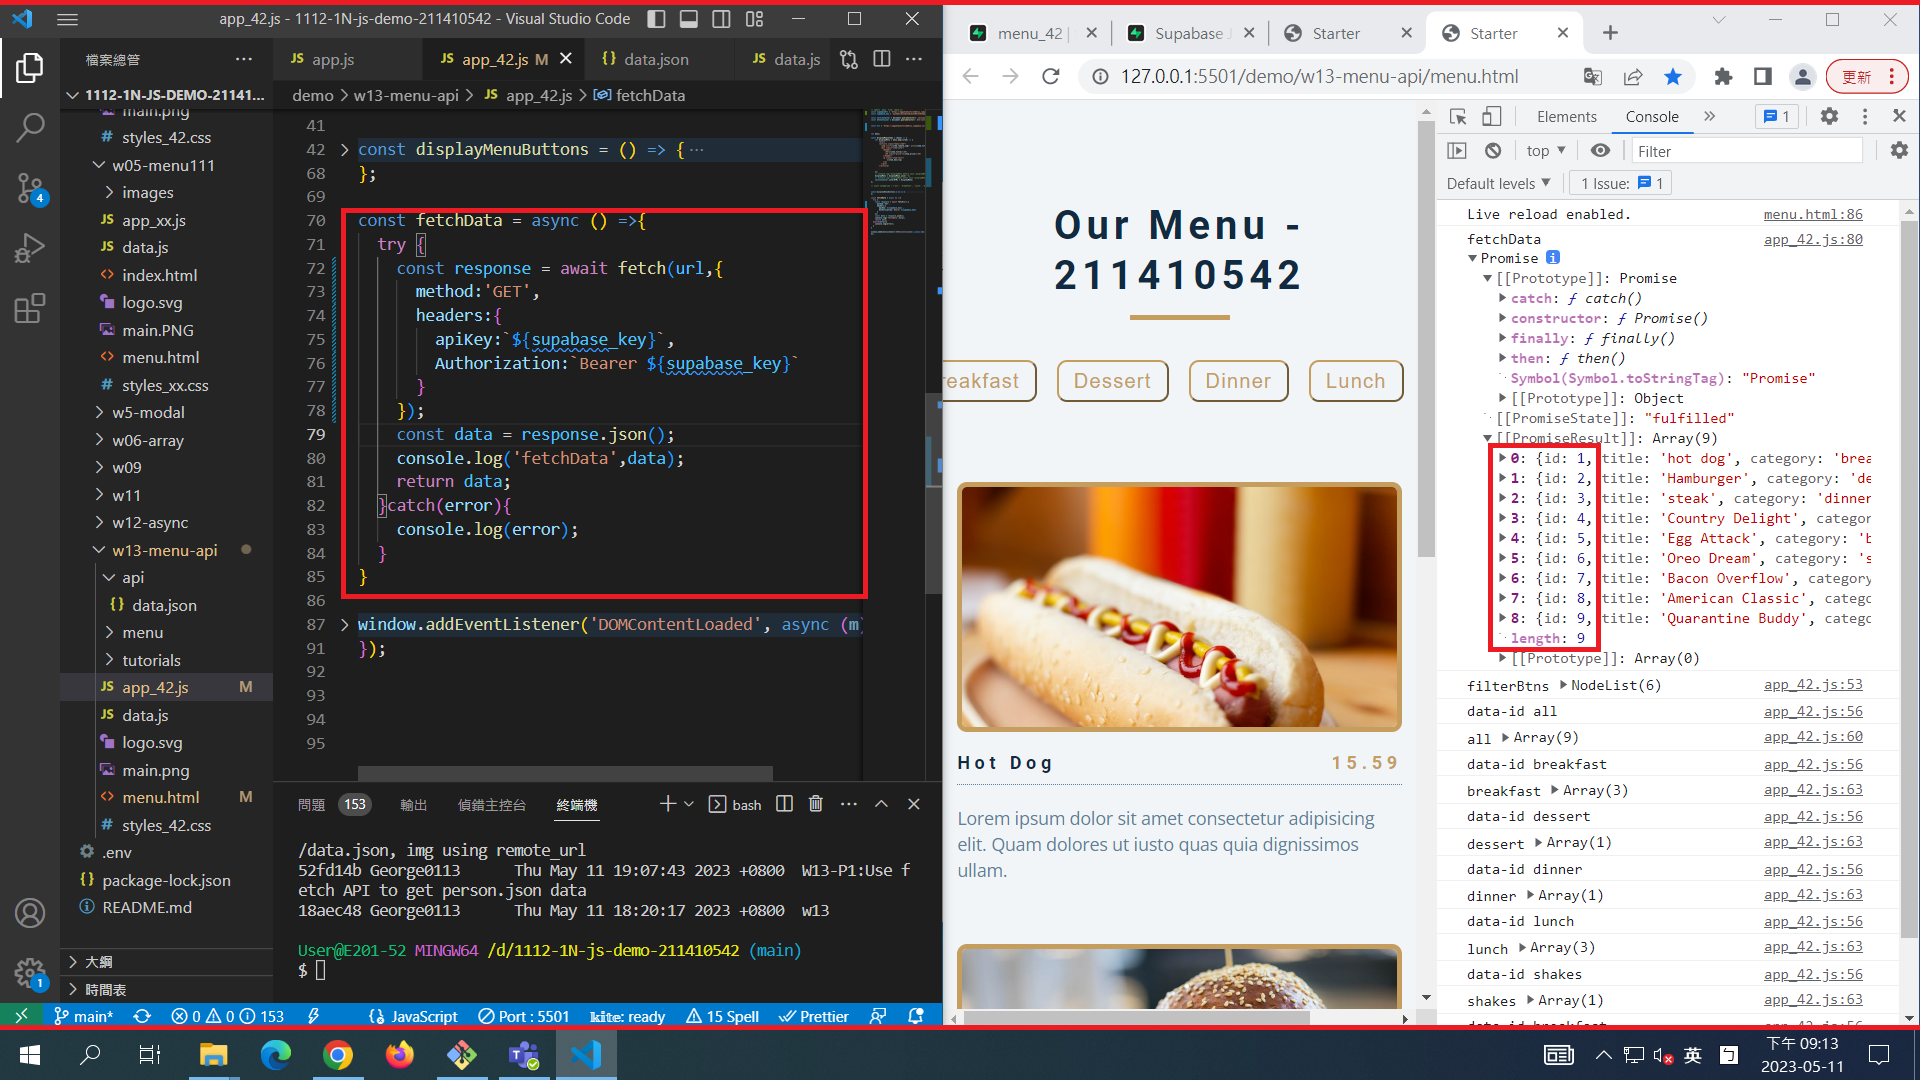 app_42.js - 1112-1N-js-demo-211410542 - Visual Studio Code
檔案總管
1112-1N-JS-DEMO-21141...
main.png
styles_42.css
w05-menu111
images
app_xx.js
data.js
index.html
logo.svg
main.PNG
menu.html
styles_xx.css
w5-modal
w06-array
w09
w11
w12-async
w13-menu-api
api
data.json
menu
tutorials
app_42.js M
data.js
logo.svg
main.png
menu.html M
styles_42.css
.env
package-lock.json
README.md
大綱
時間表
4
1
JS app.js
JS app_42.js M
{} data.json
JS data.js
demo > w13-menu-api > JS app_42.js > fetchData
41
42 const displayMenuButtons = () => { ...
68 };
69
70 const fetchData = async () =>{
71 try {
72 const response = await fetch(url,{
73 method:'GET',
74 headers:{
75 apiKey:`${supabase_key}`,
76 Authorization:`Bearer ${supabase_key}`
77 }
78 });
79 const data = response.json();
80 console.log('fetchData',data);
81 return data;
82 }catch(error){
83 console.log(error);
84 }
85 }
86
87 window.addEventListener('DOMContentLoaded', async (m
91 });
92
93
94
95
問題 153 輸出 偵錯主控台 終端機 bash
/data.json, img using remote_url
52fd14b George0113 Thu May 11 19:07:43 2023 +0800 W13-P1:Use f
etch API to get person.json data
18aec48 George0113 Thu May 11 18:20:17 2023 +0800 w13
User@E201-52 MINGW64 /d/1112-1N-js-demo-211410542 (main)
$
main* 0 0 153 JavaScript Port : 5501 kite: ready 15 Spell Prettier
menu_42 |
Supabase
Starter
Starter
127.0.0.1:5501/demo/w13-menu-api/menu.html
更新
Our Menu -
211410542
reakfast
Dessert
Dinner
Lunch
Hot Dog 15.59
Lorem ipsum dolor sit amet consectetur adipisicing
elit. Quam dolores ut iusto quas quia dignissimos
ullam.
Elements Console 1
top Filter
Default levels 1 Issue: 1
Live reload enabled. menu.html:86
fetchData app_42.js:80
Promise i
[[Prototype]]: Promise
catch: ƒ catch()
constructor: ƒ Promise()
finally: ƒ finally()
then: ƒ then()
Symbol(Symbol.toStringTag): "Promise"
[[Prototype]]: Object
[[PromiseState]]: "fulfilled"
[[PromiseResult]]: Array(9)
0: {id: 1, title: 'hot dog', category: 'brea
1: {id: 2, title: 'Hamburger', category: 'de
2: {id: 3, title: 'steak', category: 'dinner
3: {id: 4, title: 'Country Delight', categor
4: {id: 5, title: 'Egg Attack', category: 'b
5: {id: 6, title: 'Oreo Dream', category: 's
6: {id: 7, title: 'Bacon Overflow', category
7: {id: 8, title: 'American Classic', catego
8: {id: 9, title: 'Quarantine Buddy', catego
length: 9
[[Prototype]]: Array(0)
filterBtns NodeList(6) app_42.js:53
data-id all app_42.js:56
all Array(9) app_42.js:60
data-id breakfast app_42.js:56
breakfast Array(3) app_42.js:63
data-id dessert app_42.js:56
dessert Array(1) app_42.js:63
data-id dinner app_42.js:56
dinner Array(1) app_42.js:63
data-id lunch app_42.js:56
lunch Array(3) app_42.js:63
data-id shakes app_42.js:56
shakes Array(1) app_42.js:63
data-id breakfast app_42.js:56
英 ㄅ 下午 09:13
2023-05-11